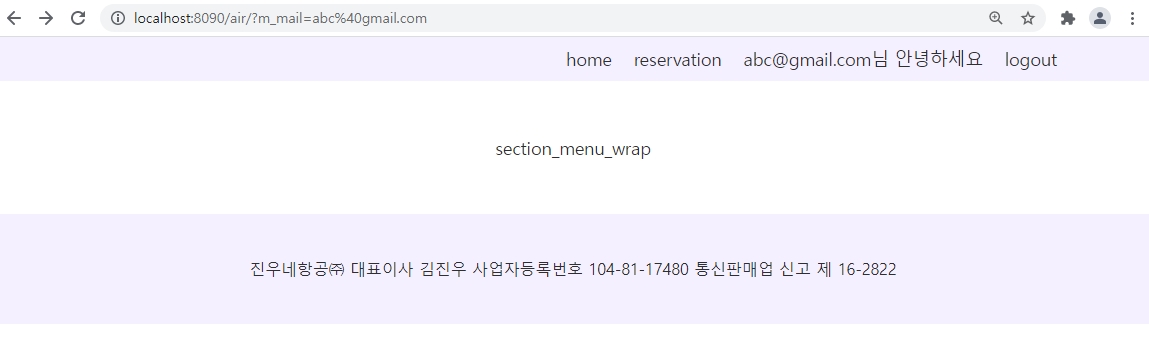 localhost:8090/air/?m_mail=abc%40gmail.com
home reservation abc@gmail.com님 안녕하세요 logout
section_menu_wrap
진우네항공㈜ 대표이사 김진우 사업자등록번호 104-81-17480 통신판매업 신고 제 16-2822